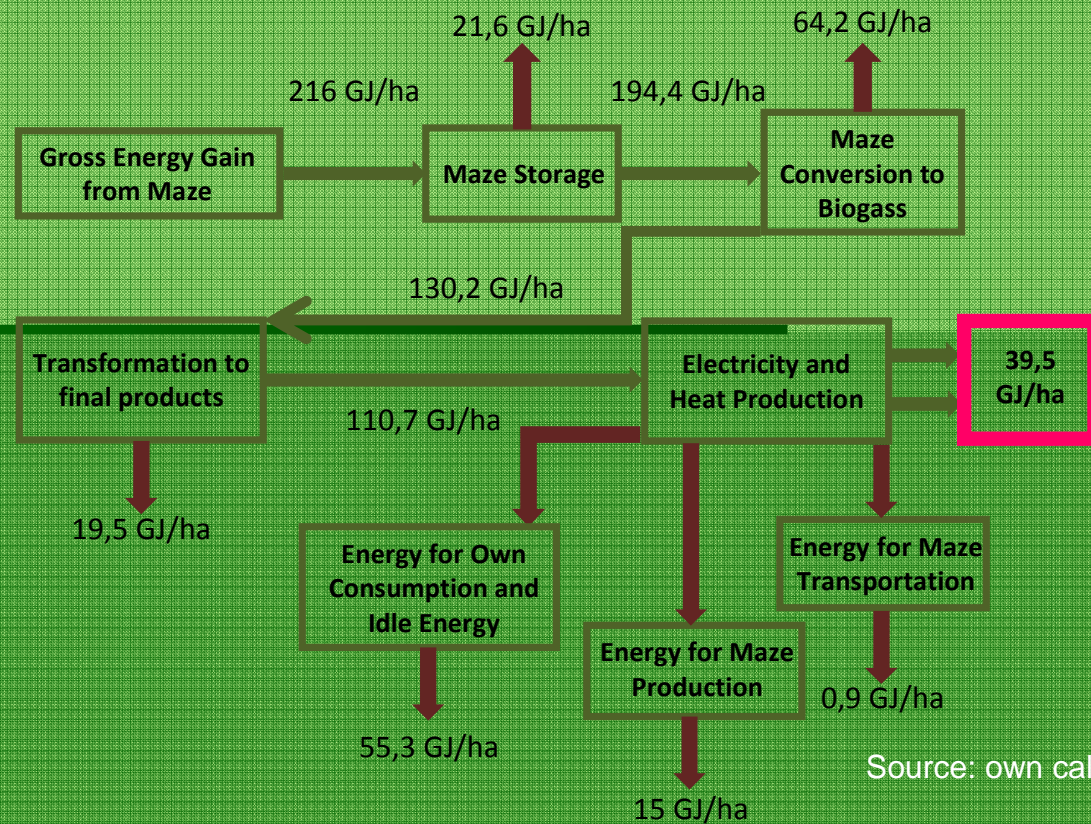 21,6 GJ/ha
64,2 GJ/ha
216 GJ/ha
194,4 GJ/ha
Gross Energy Gain
from Maze
Maze Storage
Maze
Conversion to
Biogass
130,2 GJ/ha
Transformation to
final products
110,7 GJ/ha
Electricity and
Heat Production
39,5
GJ/ha
19,5 GJ/ha
Energy for Own
Consumption and
Idle Energy
55,3 GJ/ha
Energy for Maze
Production
15 GJ/ha
Energy for Maze
Transportation
0,9 GJ/ha
Source: own cal